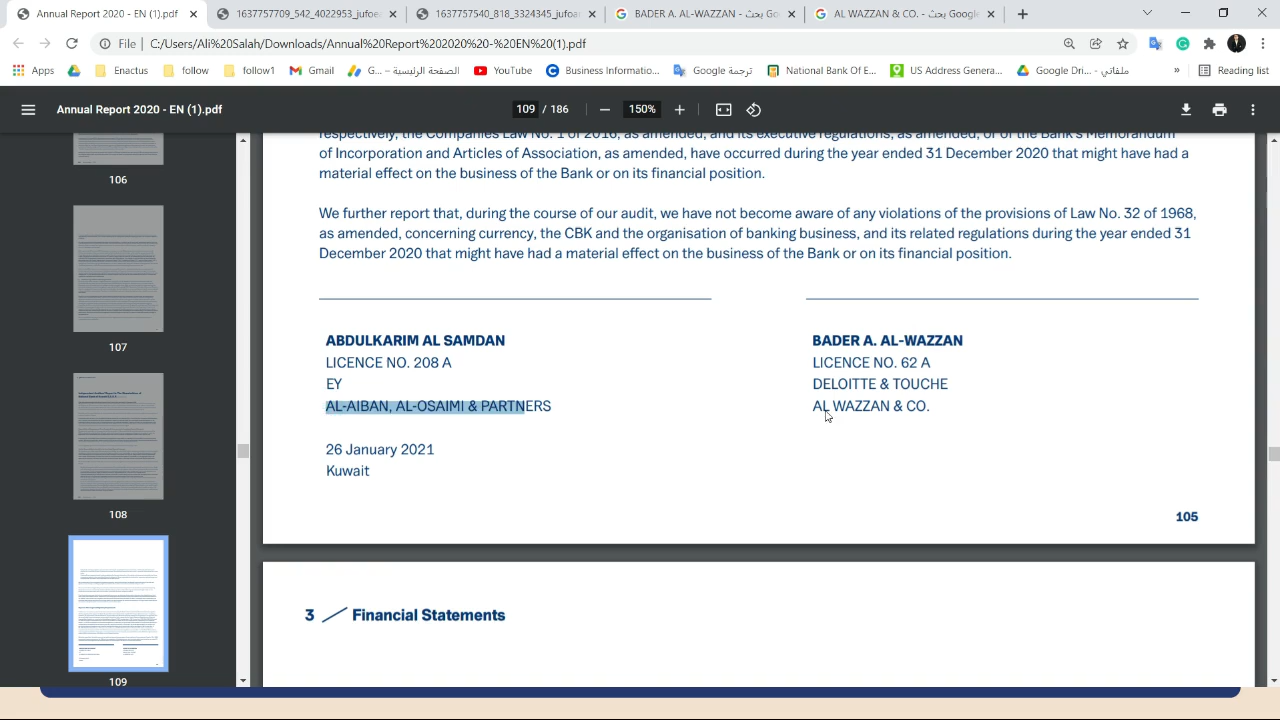 Annual Report 2020 - EN (1).pdf
1637757709_542_4022953_jufoa
1637757540_818_3324345_jufoa
BADER A. AL-WAZZAN - بحث Go
AL WAZZAN & CO. - بحث Google
File | C:/Users/Ali%20Salah/Downloads/Annual%20Report%202020%20-%20EN%20(1).pdf
Apps
Enactus
follow
follow1
Gmail
الصفحة الرئيسية – ...G
YouTube
Business Informatio...
ترجمة Google
National Bank Of E...
US Address Genera...
ملفاتي - ...Google Dri
»
Reading list
Annual Report 2020 - EN (1).pdf
109 / 186
150%
respectively, the Companies Law No. 1 of 2016, as amended, and its executive regulations, as amended, or of the Bank's Memorandum
of Incorporation and Articles of Association, as amended, have occurred during the year ended 31 December 2020 that might have had a
material effect on the business of the Bank or on its financial position.
We further report that, during the course of our audit, we have not become aware of any violations of the provisions of Law No. 32 of 1968,
as amended, concerning currency, the CBK and the organisation of banking business, and its related regulations during the year ended 31
December 2020 that might have had a material effect on the business of the Bank or on its financial position.
ABDULKARIM AL SAMDAN
LICENCE NO. 208 A
EY
AL-AIBAN, AL-OSAIMI & PARTNERS
26 January 2021
Kuwait
BADER A. AL-WAZZAN
LICENCE NO. 62 A
DELOITTE & TOUCHE
AL WAZZAN & CO.
105
3 Financial Statements
106
107
108
109